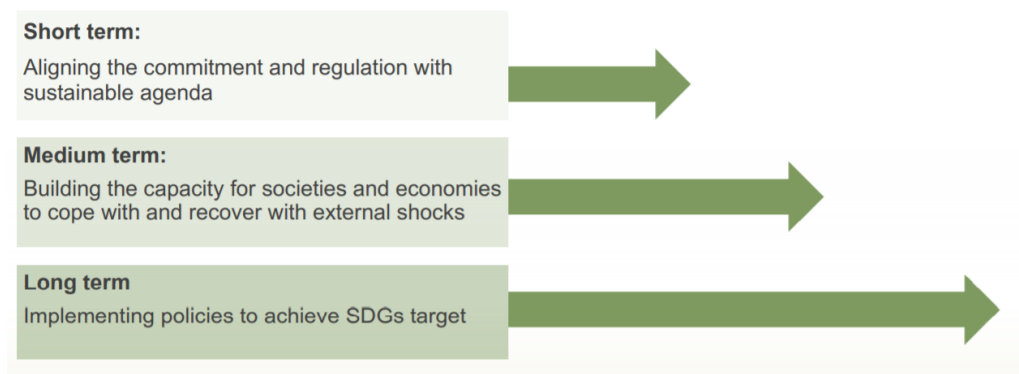 Short term:
Aligning the commitment and regulation with
sustainable agenda
Medium term:
Building the capacity for societies and economies
to cope with and recover with external shocks
Long term
Implementing policies to achieve SDGs target